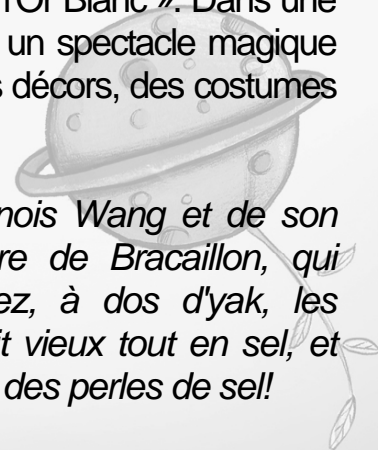 l'Or Blanc ». Dans une
un spectacle magique
s décors, des costumes
nois Wang et de son
re de Bracaillon, qui
ez, à dos d'yak, les
it vieux tout en sel, et
des perles de sel!